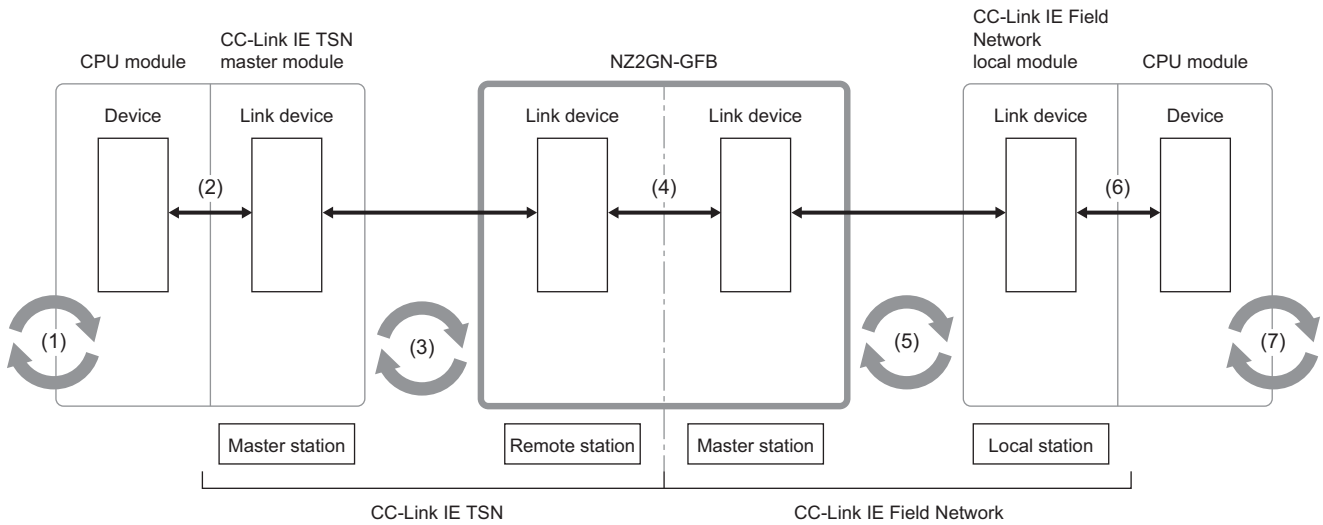 CPU module
CC-Link IE TSN
master module
NZ2GN-GFB
CC-Link IE Field
Network
local module
CPU module
Device
Link device
Link device
Link device
Link device
Device
(2)
(4)
(6)
(1)
(3)
(5)
(7)
Master station
Remote station
Master station
Local station
CC-Link IE TSN
CC-Link IE Field Network